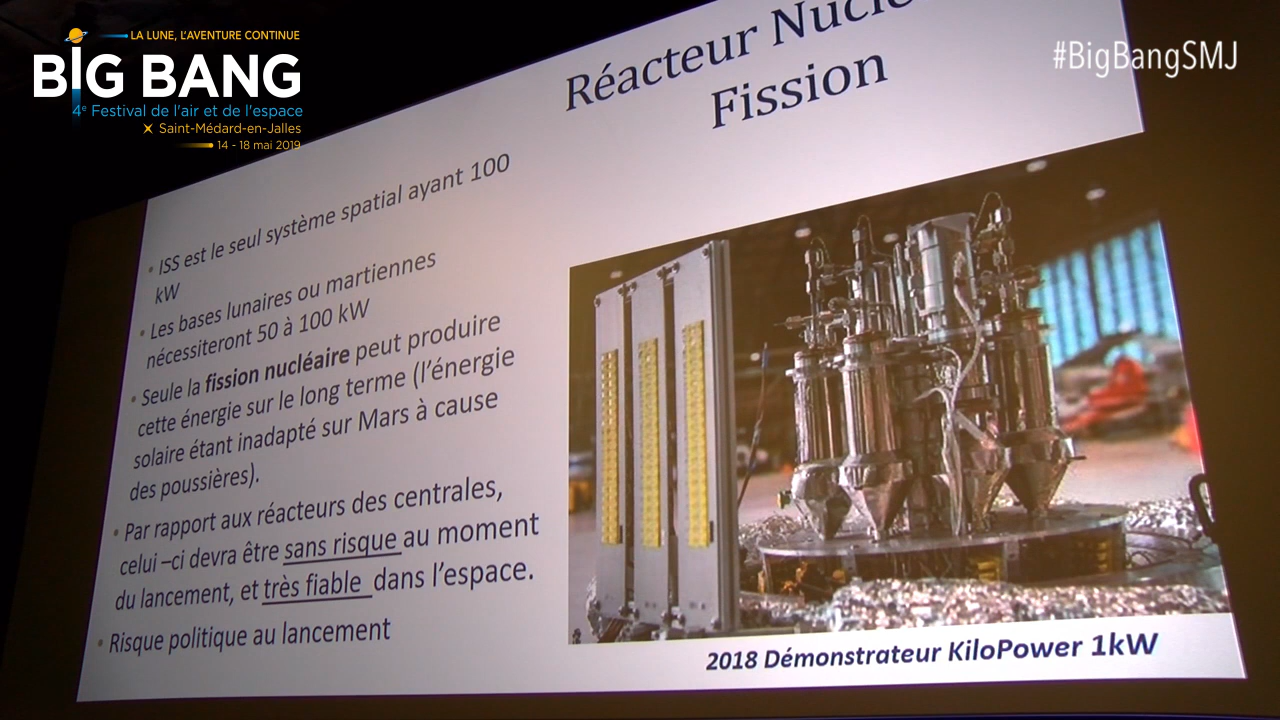 LA LUNE, L'AVENTURE CONTINUE
BIG BANG
4e Festival de l'air et de l'espace
Saint-Médard-en-Jalles
14 - 18 mai 2019
#BigBangSMJ
Réacteur Nuclé
Fission
• ISS est le seul système spatial ayant 100
kW
• Les bases lunaires ou martiennes
nécessiteront 50 à 100 kW
• Seule la fission nucléaire peut produire
cette énergie sur le long terme (l'énergie
solaire étant inadapté sur Mars à cause
des poussières).
• Par rapport aux réacteurs des centrales,
celui –ci devra être sans risque au moment
du lancement, et très fiable dans l'espace.
• Risque politique au lancement
2018 Démonstrateur KiloPower 1kW